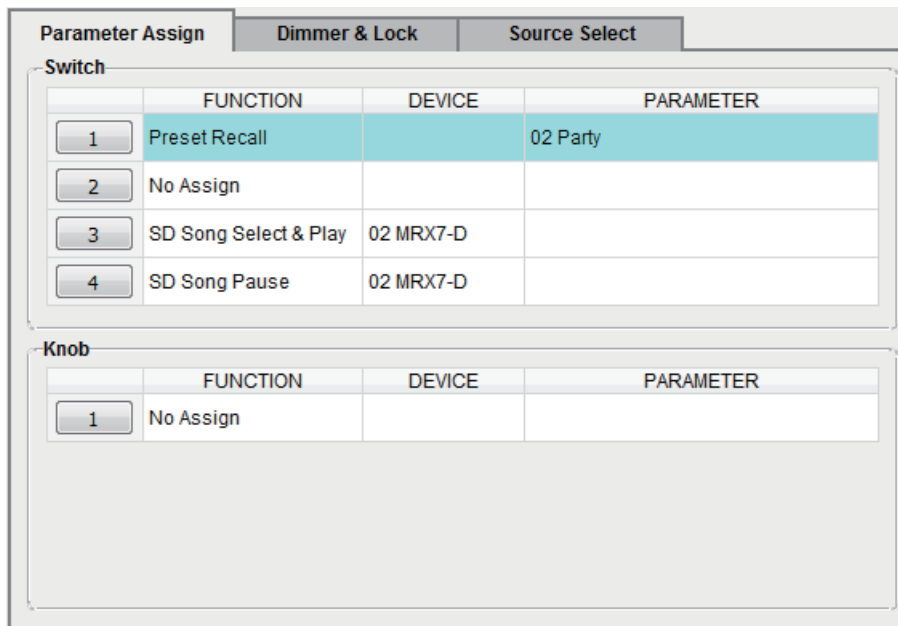 Parameter Assign Dimmer & Lock Source Select
Switch
FUNCTION DEVICE PARAMETER
1 Preset Recall 02 Party
2 No Assign
3 SD Song Select & Play 02 MRX7-D
4 SD Song Pause 02 MRX7-D
Knob
FUNCTION DEVICE PARAMETER
1 No Assign